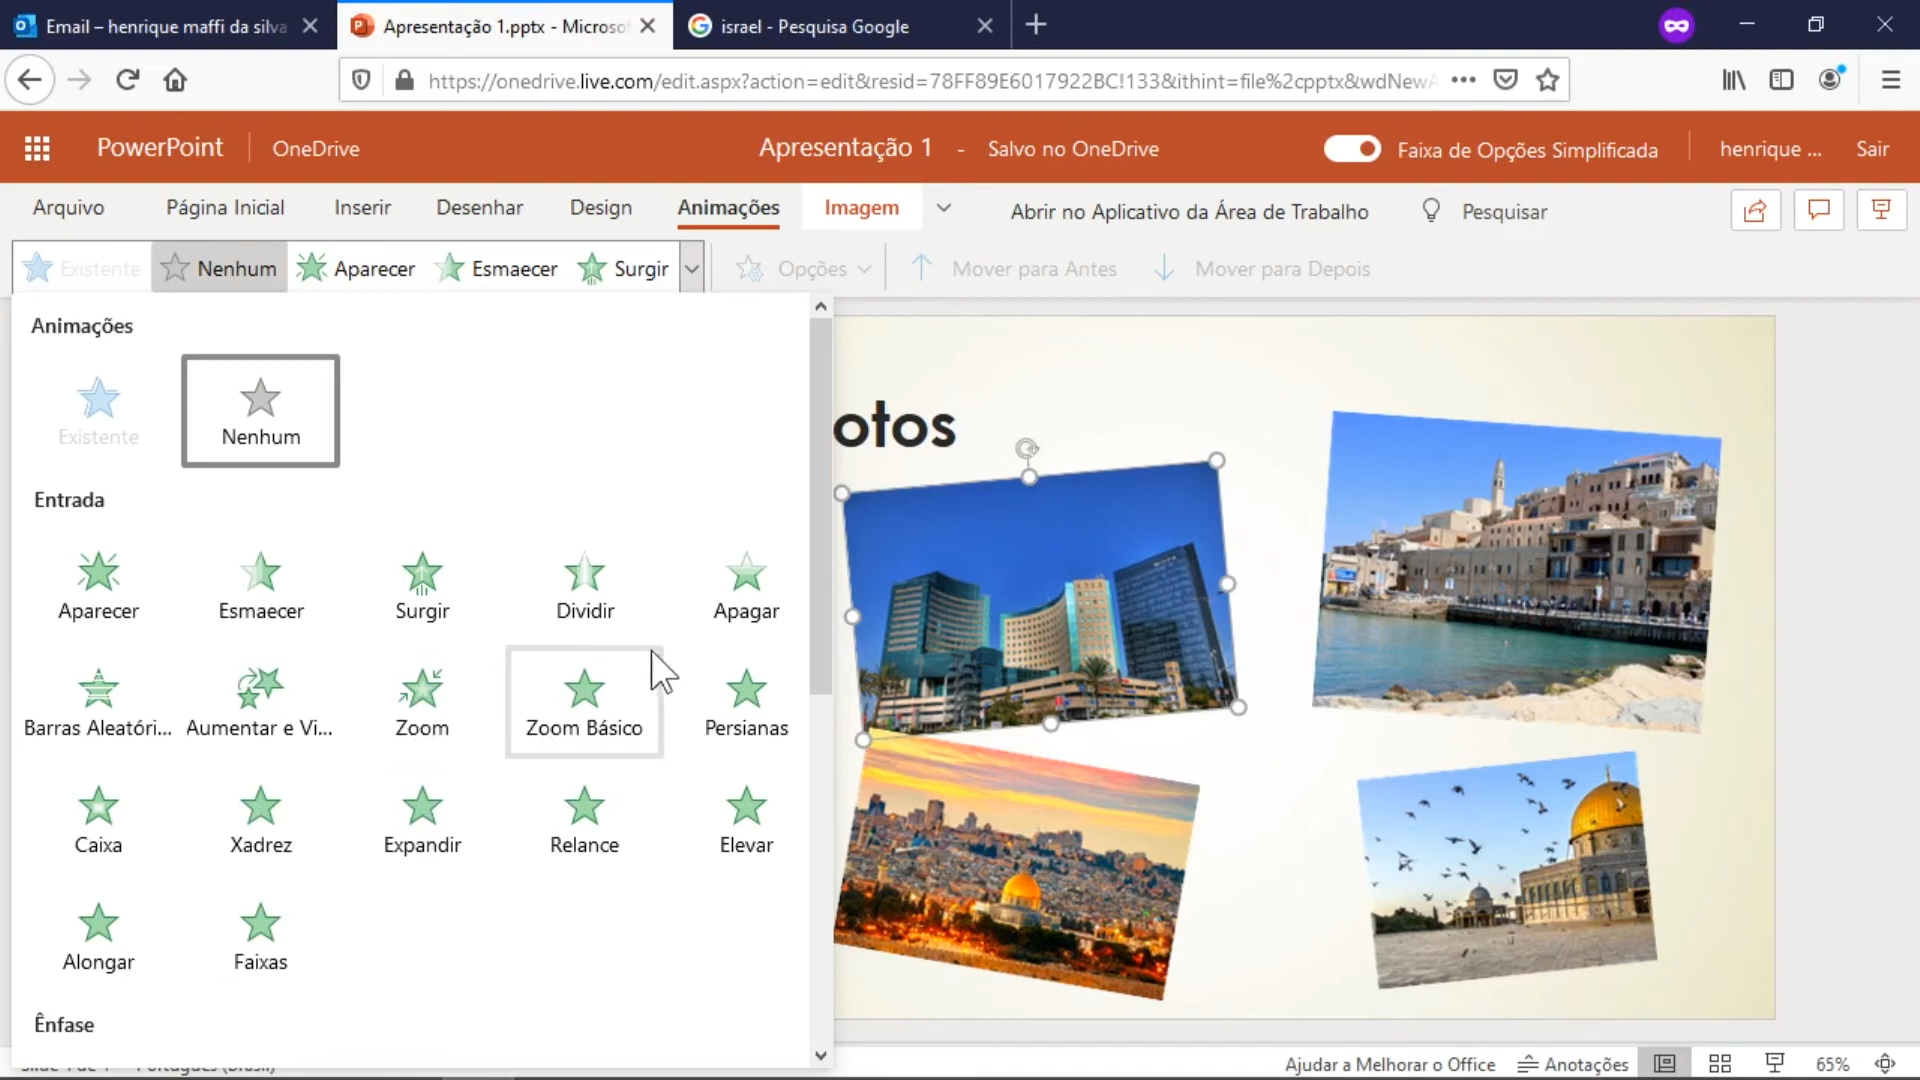 Email – henrique maffi da silva
Apresentação 1.pptx - Microsof
israel - Pesquisa Google
https://onedrive.live.com/edit.aspx?action=edit&resid=78FF89E6017922BC!133&ithint=file%2cpptx&wdNewA
PowerPoint
OneDrive
Apresentação 1 - Salvo no OneDrive
Faixa de Opções Simplificada
henrique ...
Sair
Arquivo
Página Inicial
Inserir
Desenhar
Design
Animações
Imagem
Abrir no Aplicativo da Área de Trabalho
Pesquisar
Existente
Nenhum
Aparecer
Esmaecer
Surgir
Opções
Mover para Antes
Mover para Depois
Animações
Existente
Nenhum
Entrada
Aparecer
Esmaecer
Surgir
Dividir
Apagar
Barras Aleatóri...
Aumentar e Vi...
Zoom
Zoom Básico
Persianas
Caixa
Xadrez
Expandir
Relance
Elevar
Alongar
Faixas
Ênfase
otos
Ajudar a Melhorar o Office
Anotações
65%